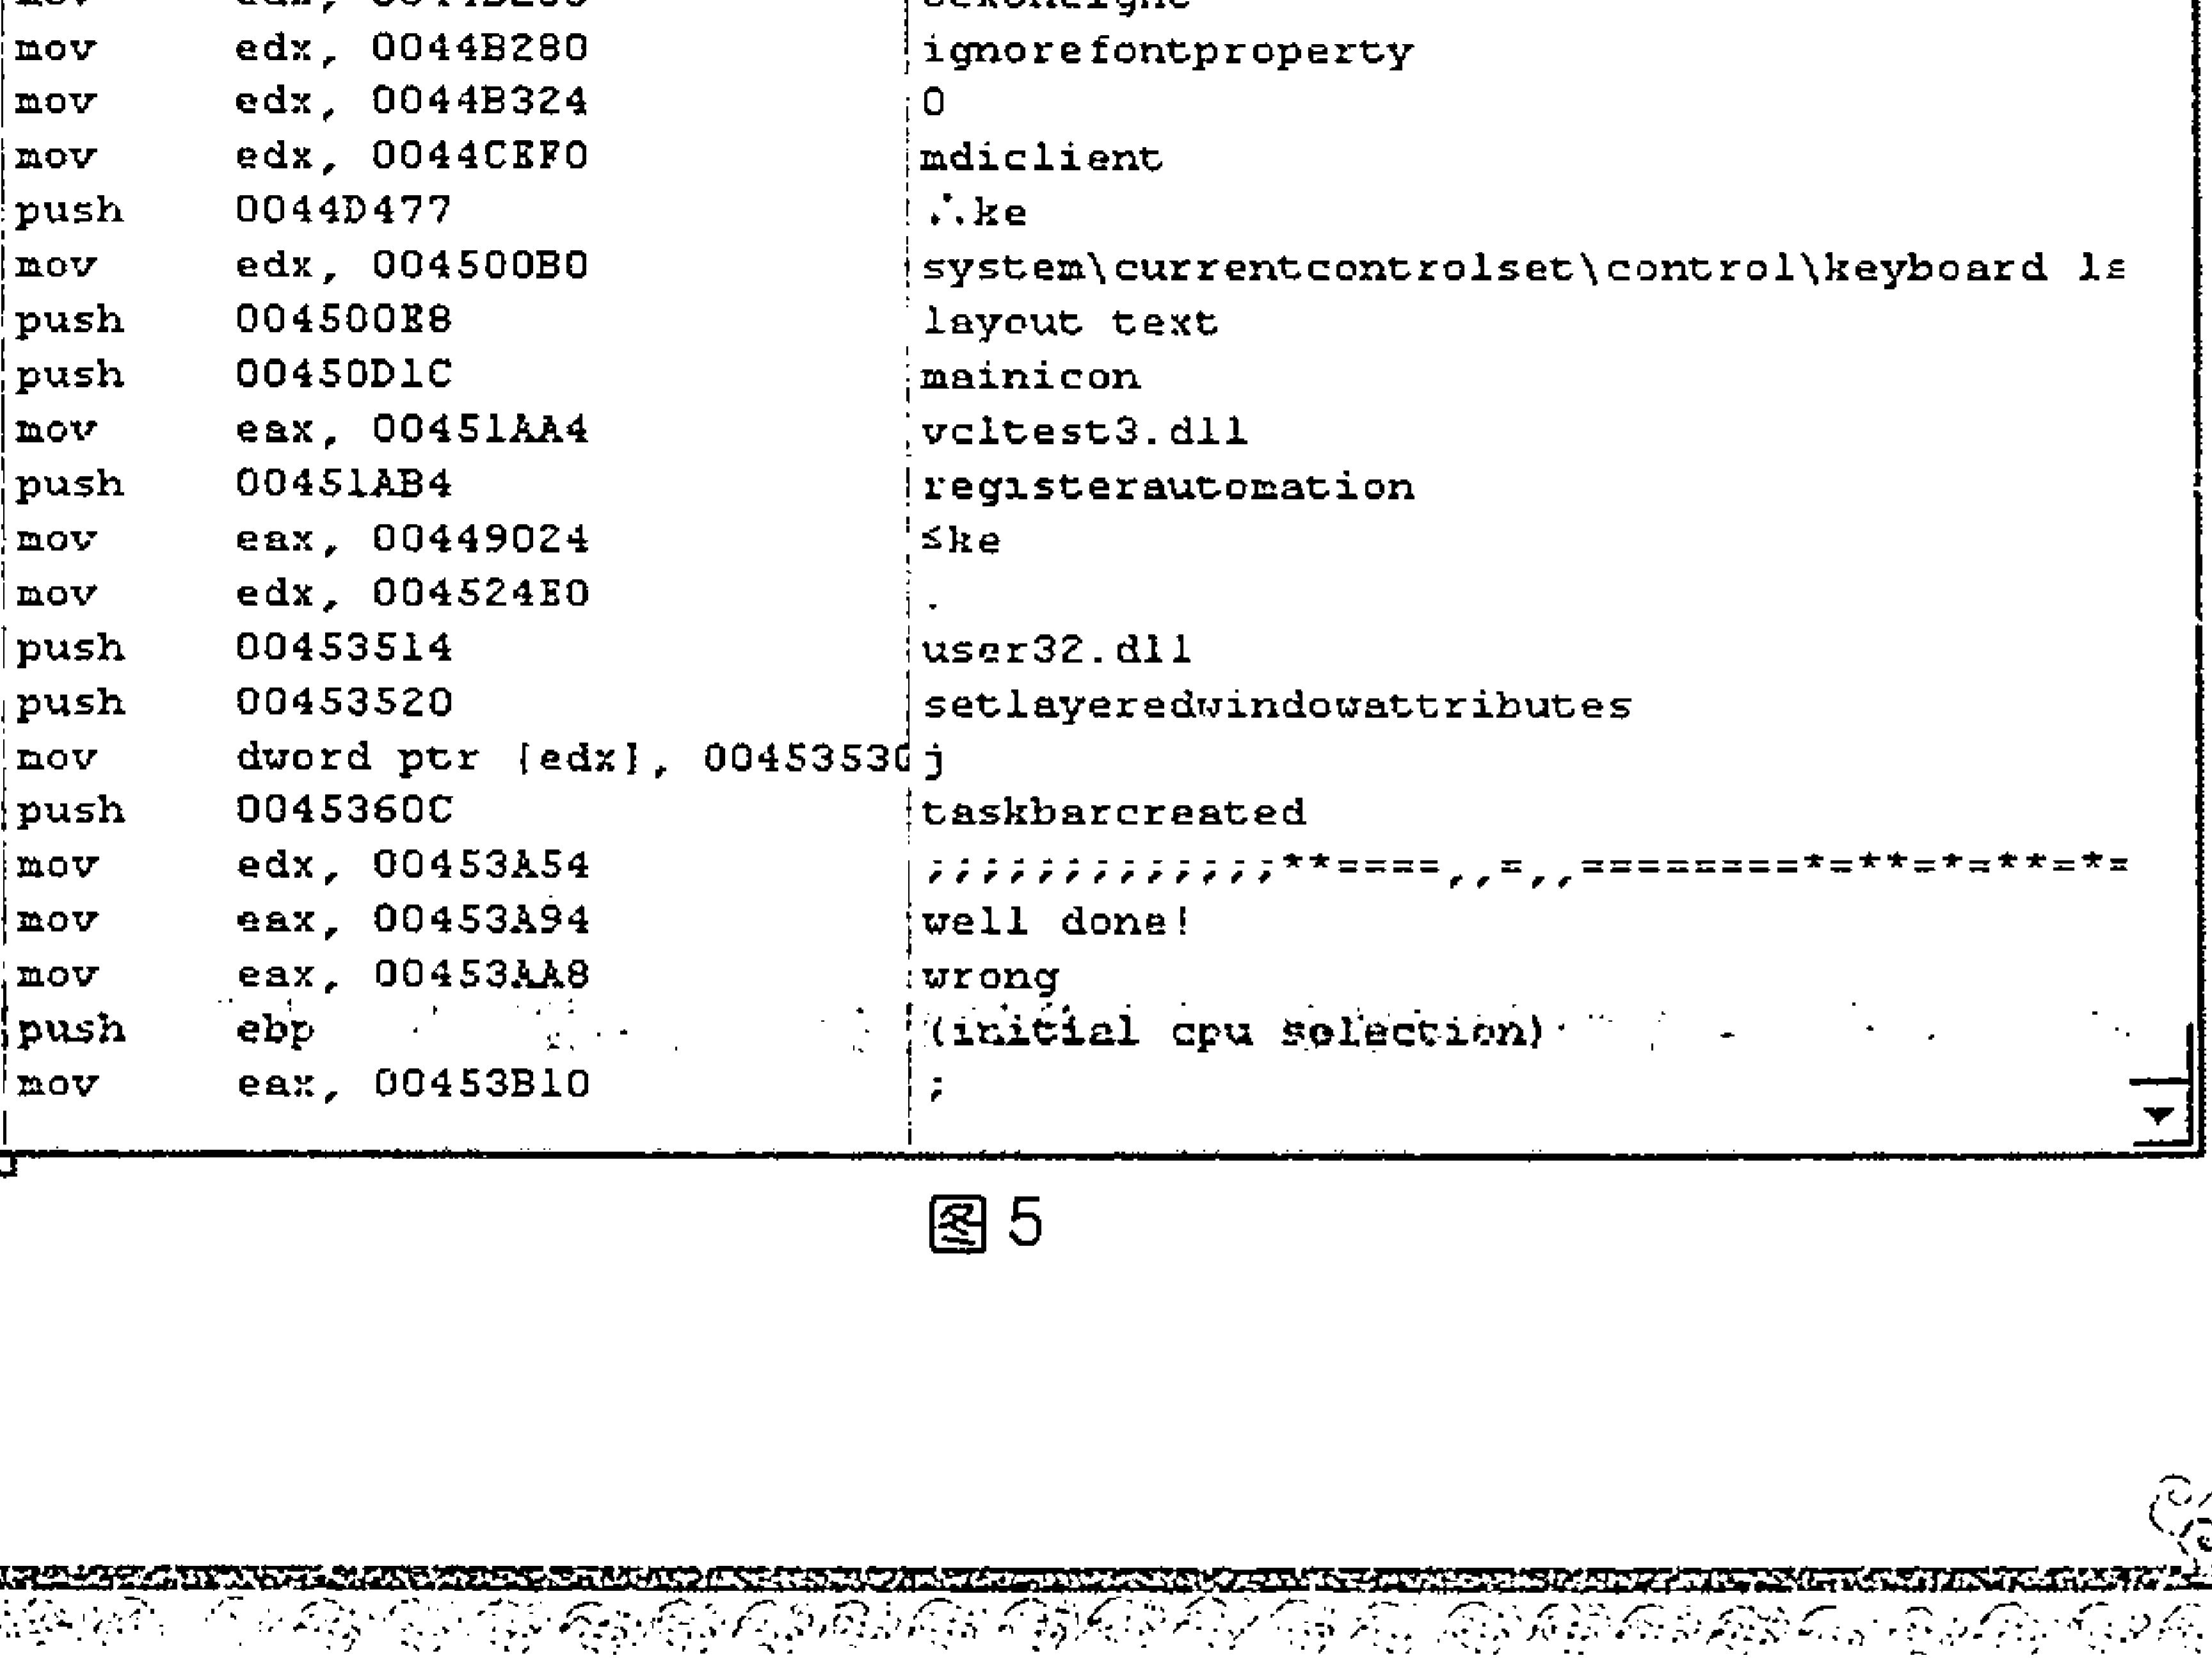 mov edx, 0044B280 ignorefontproperty
mov edx, 0044B324 0
mov edx, 0044CEF0 mdiclient
push 0044D477 ∴ke
mov edx, 004500B0 system\currentcontrolset\control\keyboard
push 004500E8 layout text
push 00450D1C mainicon
mov eax, 00451AA4 vcltest3.dll
push 00451AB4 registerautomation
mov eax, 00449024 ≤ke
mov edx, 004524E0 .
push 00453514 user32.dll
push 00453520 setlayeredwindowattributes
mov dword ptr [edx], 00453530 j
push 0045360C taskbarcreated
mov edx, 00453A54 ;;;;;;;;;;;;;**====,,=,,========*=**=*=**=*=
mov eax, 00453A94 well done!
mov eax, 00453AA8 wrong
push ebp (initial cpu selection)
mov eax, 00453B10 ;
图 5